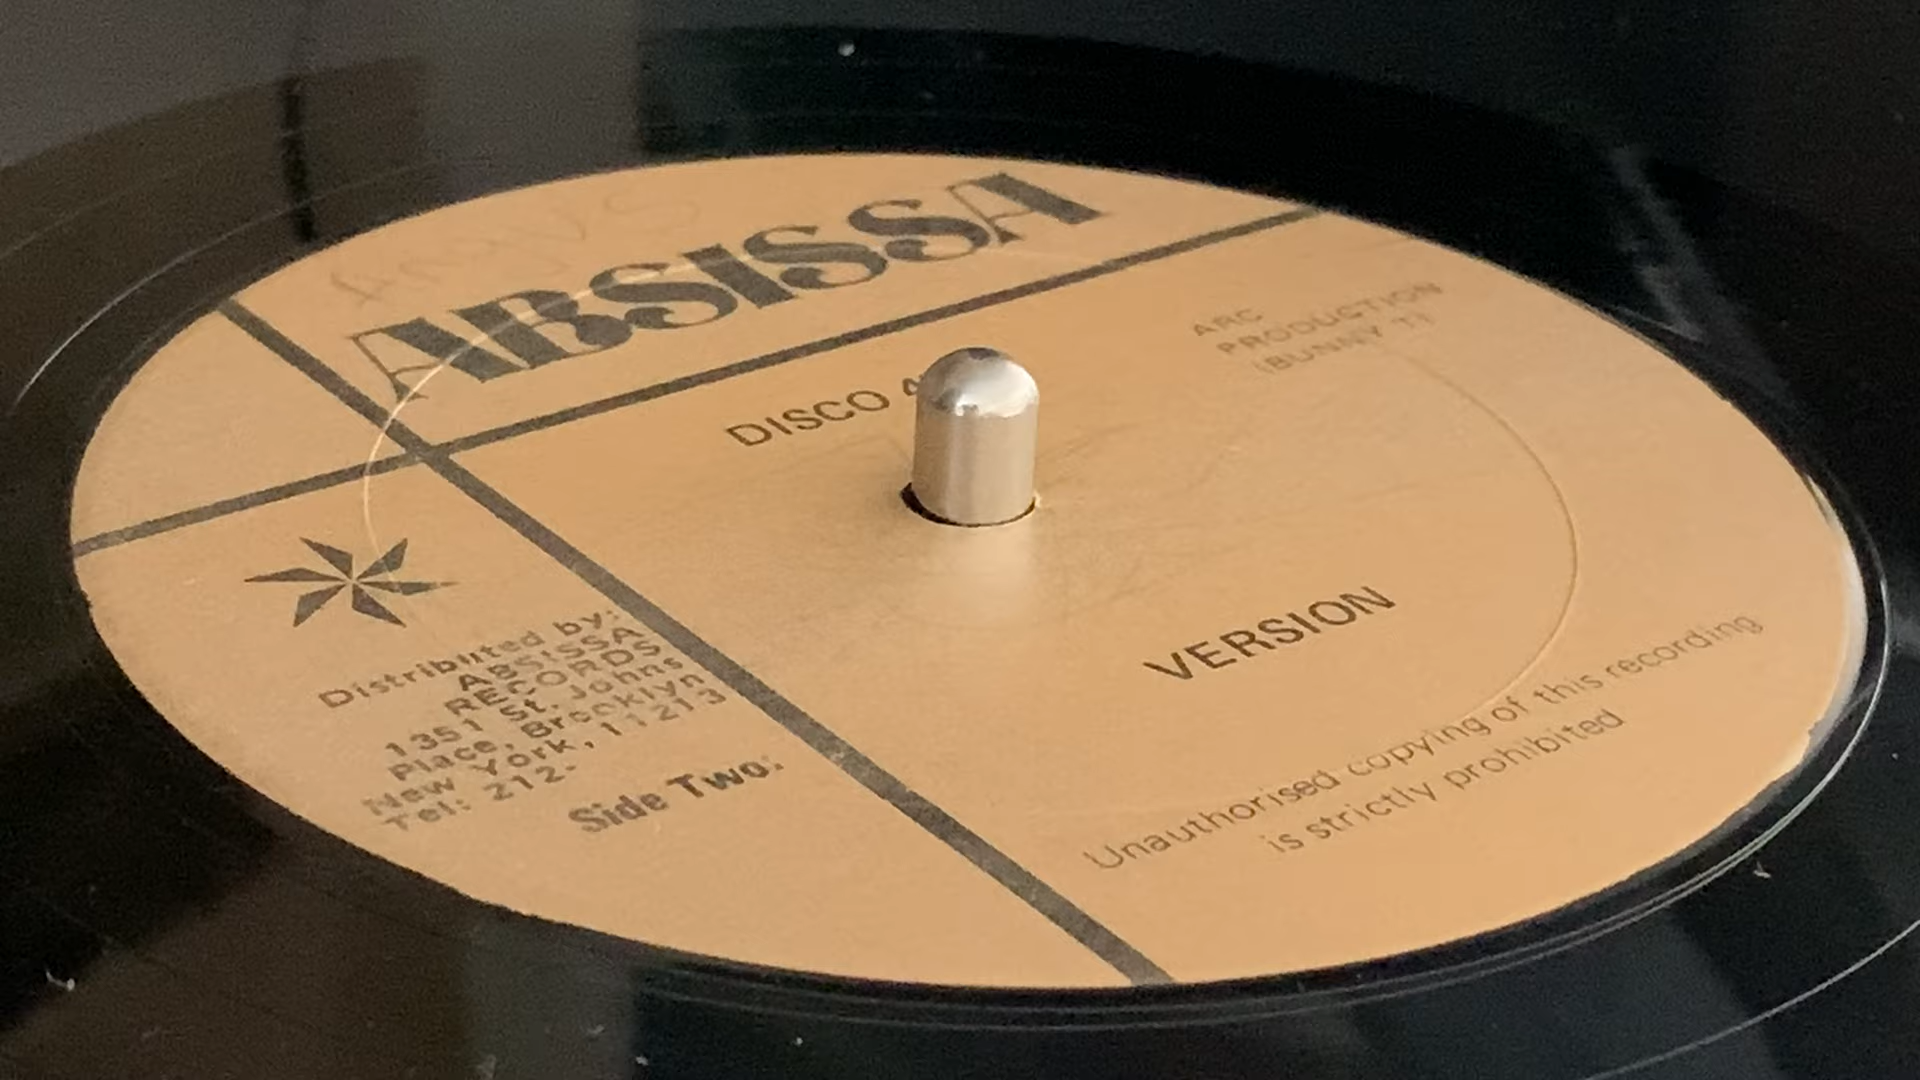 ABSISSA
DISCO 4
ARC
PRODUCTION
(BUNNY
Distributed by:
ABSISSA
RECORDS
1351 St. Johns
Place, Brooklyn
New York, 11213
Tel: 212-
Side Two:
VERSION
Unauthorised copying of this recording
is strictly prohibited